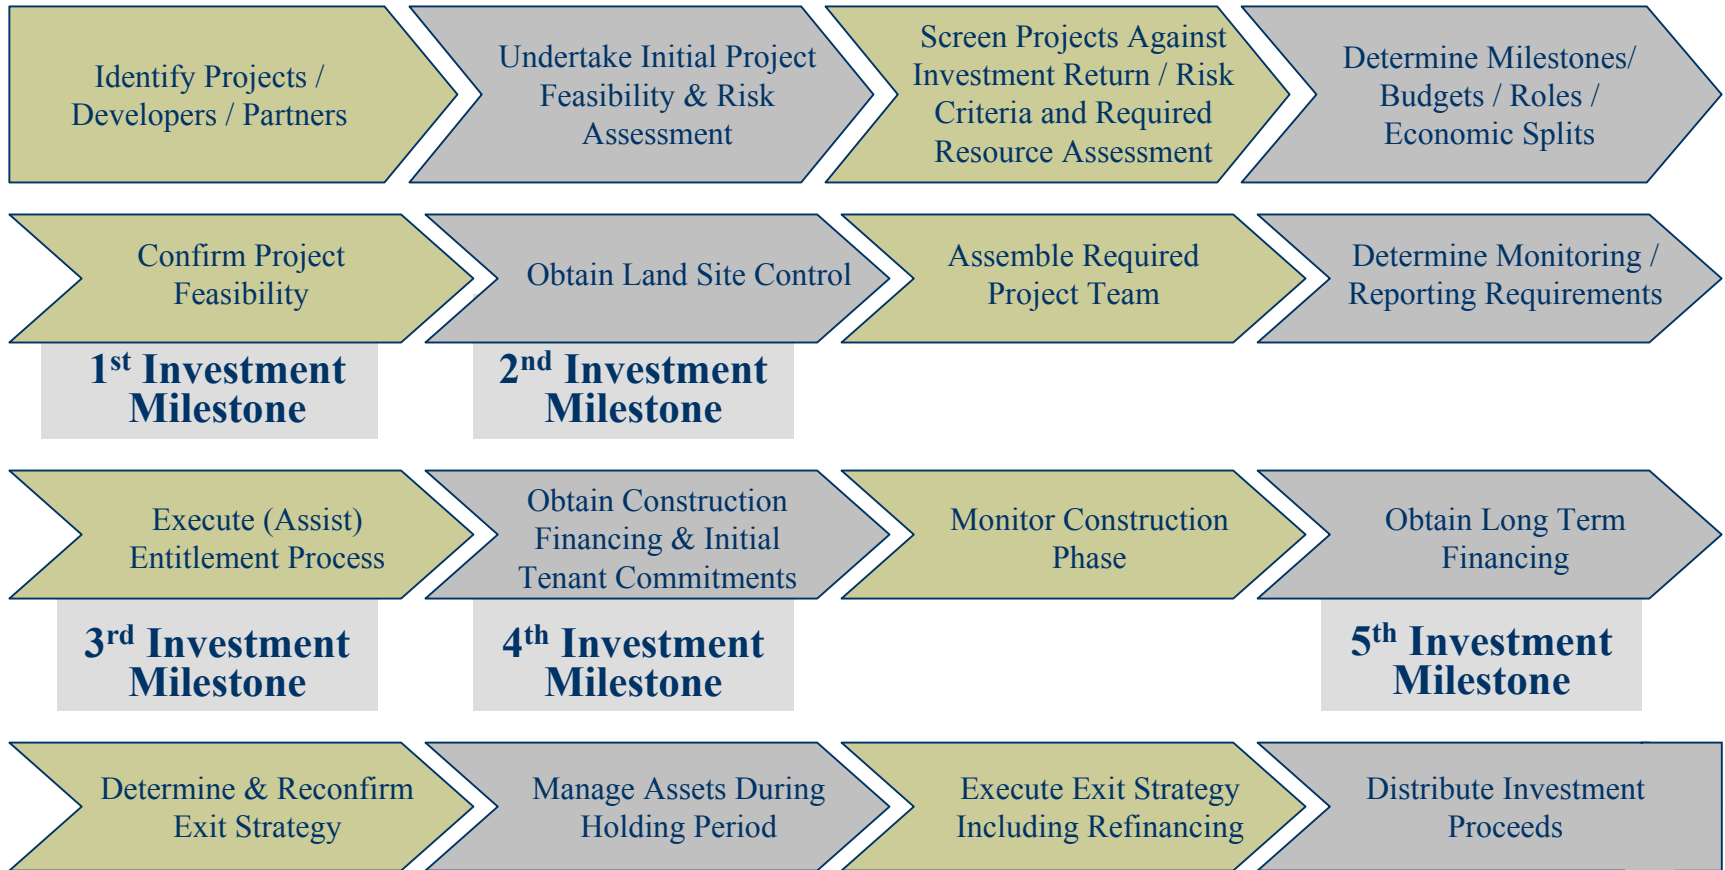 Identify Projects /
Developers / Partners
Undertake Initial Project
Feasibility & Risk
Assessment
Screen Projects Against
Investment Return / Risk
Criteria and Required
Resource Assessment
Determine Milestones/
Budgets / Roles /
Economic Splits
Confirm Project
Feasibility
Obtain Land Site Control
Assemble Required
Project Team
Determine Monitoring /
Reporting Requirements
1st Investment
Milestone
2nd Investment
Milestone
Execute (Assist)
Entitlement Process
Obtain Construction
Financing & Initial
Tenant Commitments
Monitor Construction
Phase
Obtain Long Term
Financing
3rd Investment
Milestone
4th Investment
Milestone
5th Investment
Milestone
Determine & Reconfirm
Exit Strategy
Manage Assets During
Holding Period
Execute Exit Strategy
Including Refinancing
Distribute Investment
Proceeds